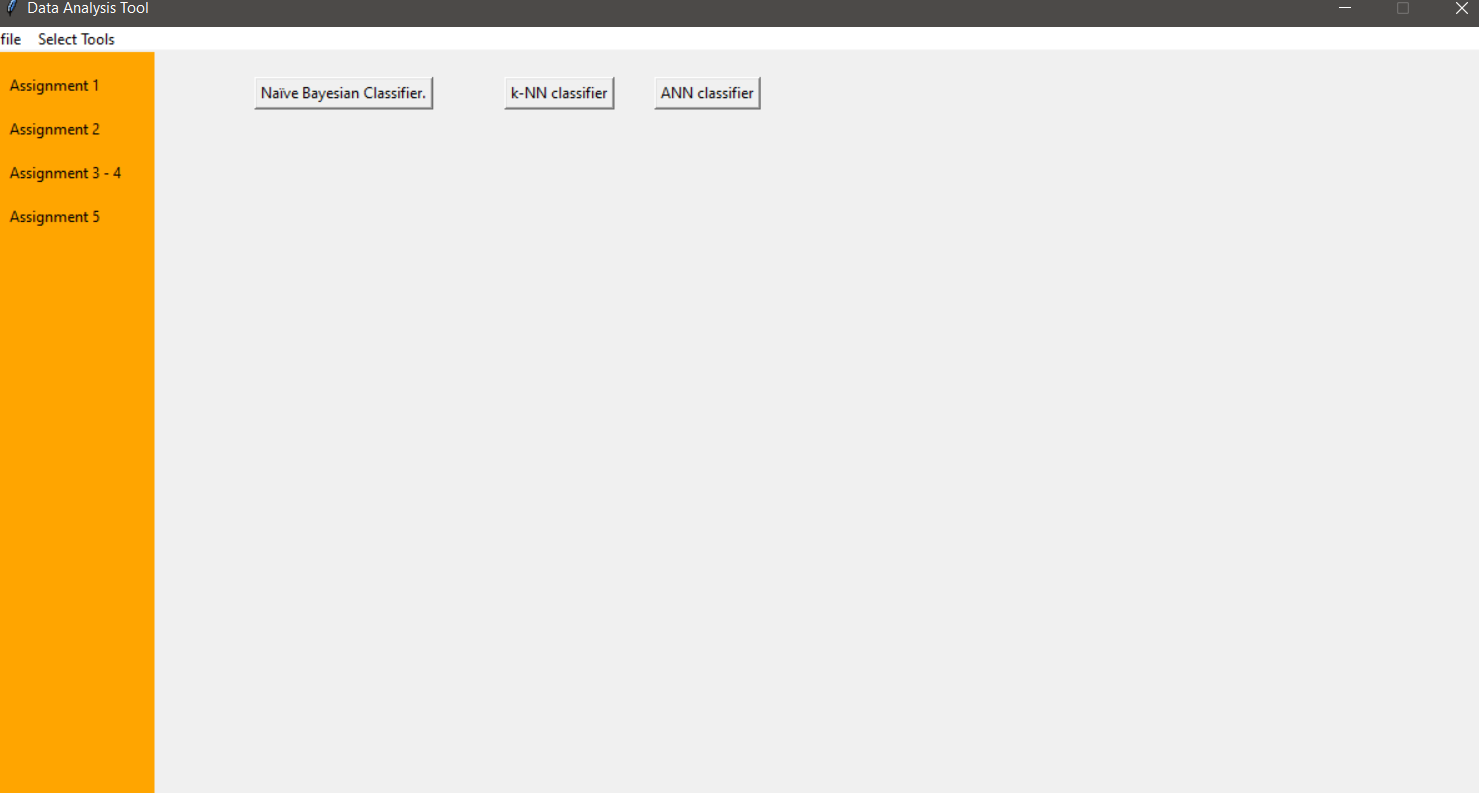 Data Analysis Tool
file Select Tools
Assignment 1
Assignment 2
Assignment 3 - 4
Assignment 5
Naïve Bayesian Classifier. k-NN classifier ANN classifier